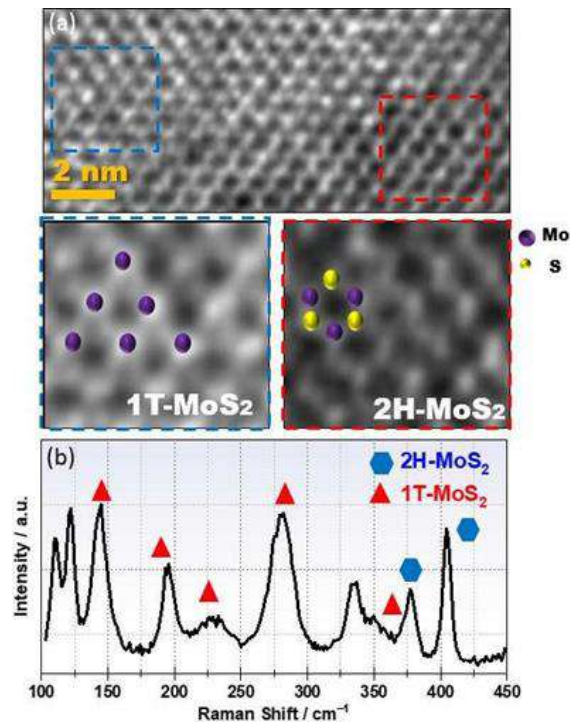 (a)
2 nm
Mo
S
1T-MoS₂
2H-MoS₂
(b)
2H-MoS₂
1T-MoS₂
Intensity / a.u.
100 150 200 250 300 350 400 450
Raman Shift / cm⁻¹